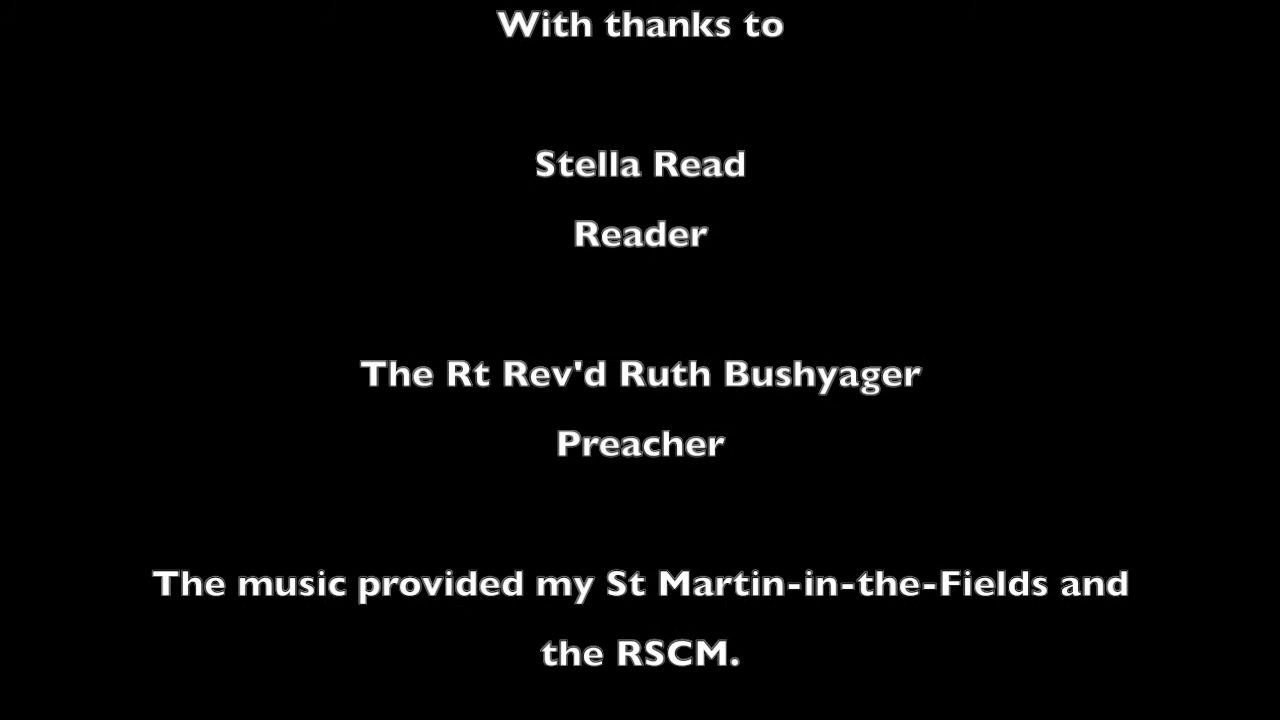 With thanks to
Stella Read
Reader
The Rt Rev'd Ruth Bushyager
Preacher
The music provided my St Martin-in-the-Fields and
the RSCM.